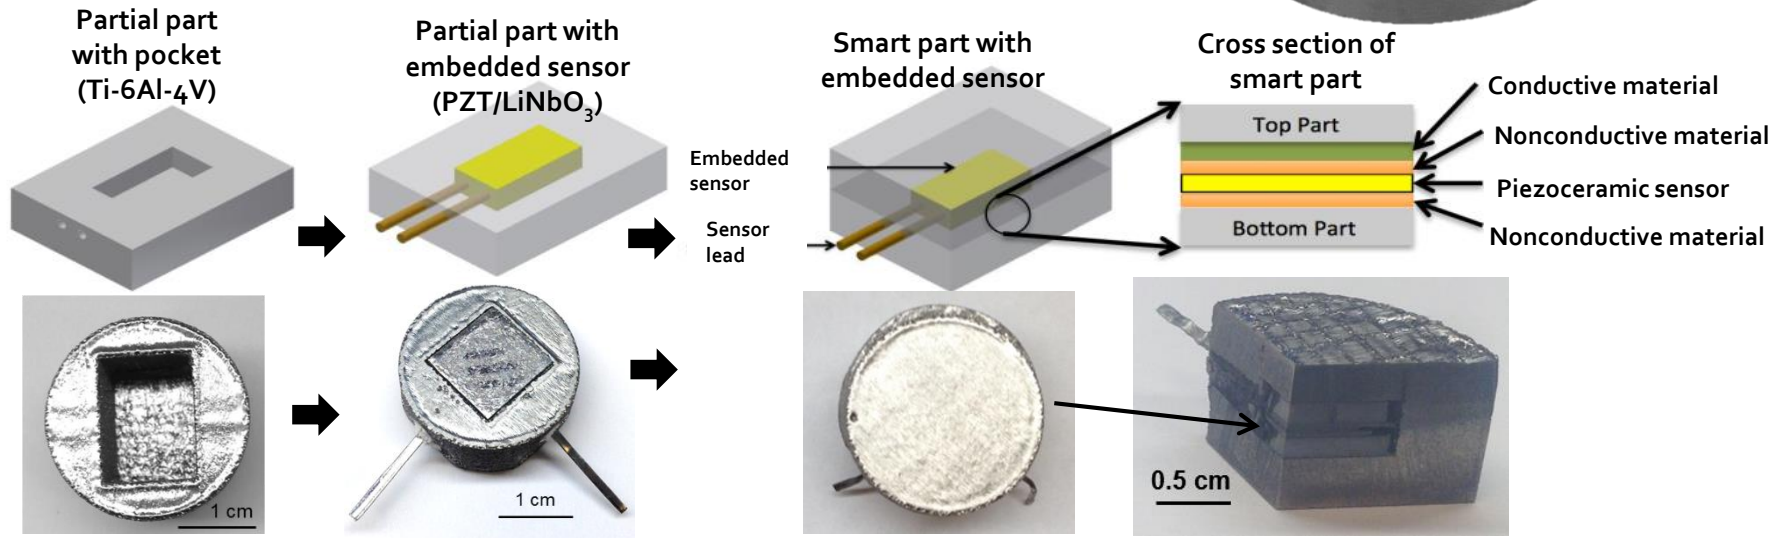 Partial part
with pocket
(Ti-6Al-4V)
Partial part with
embedded sensor
(PZT/LiNbO₃)
Smart part with
embedded sensor
Cross section of
smart part
Embedded
sensor
Sensor
lead
Top Part
Bottom Part
Conductive material
Nonconductive material
Piezoceramic sensor
Nonconductive material
1 cm
1 cm
0.5 cm